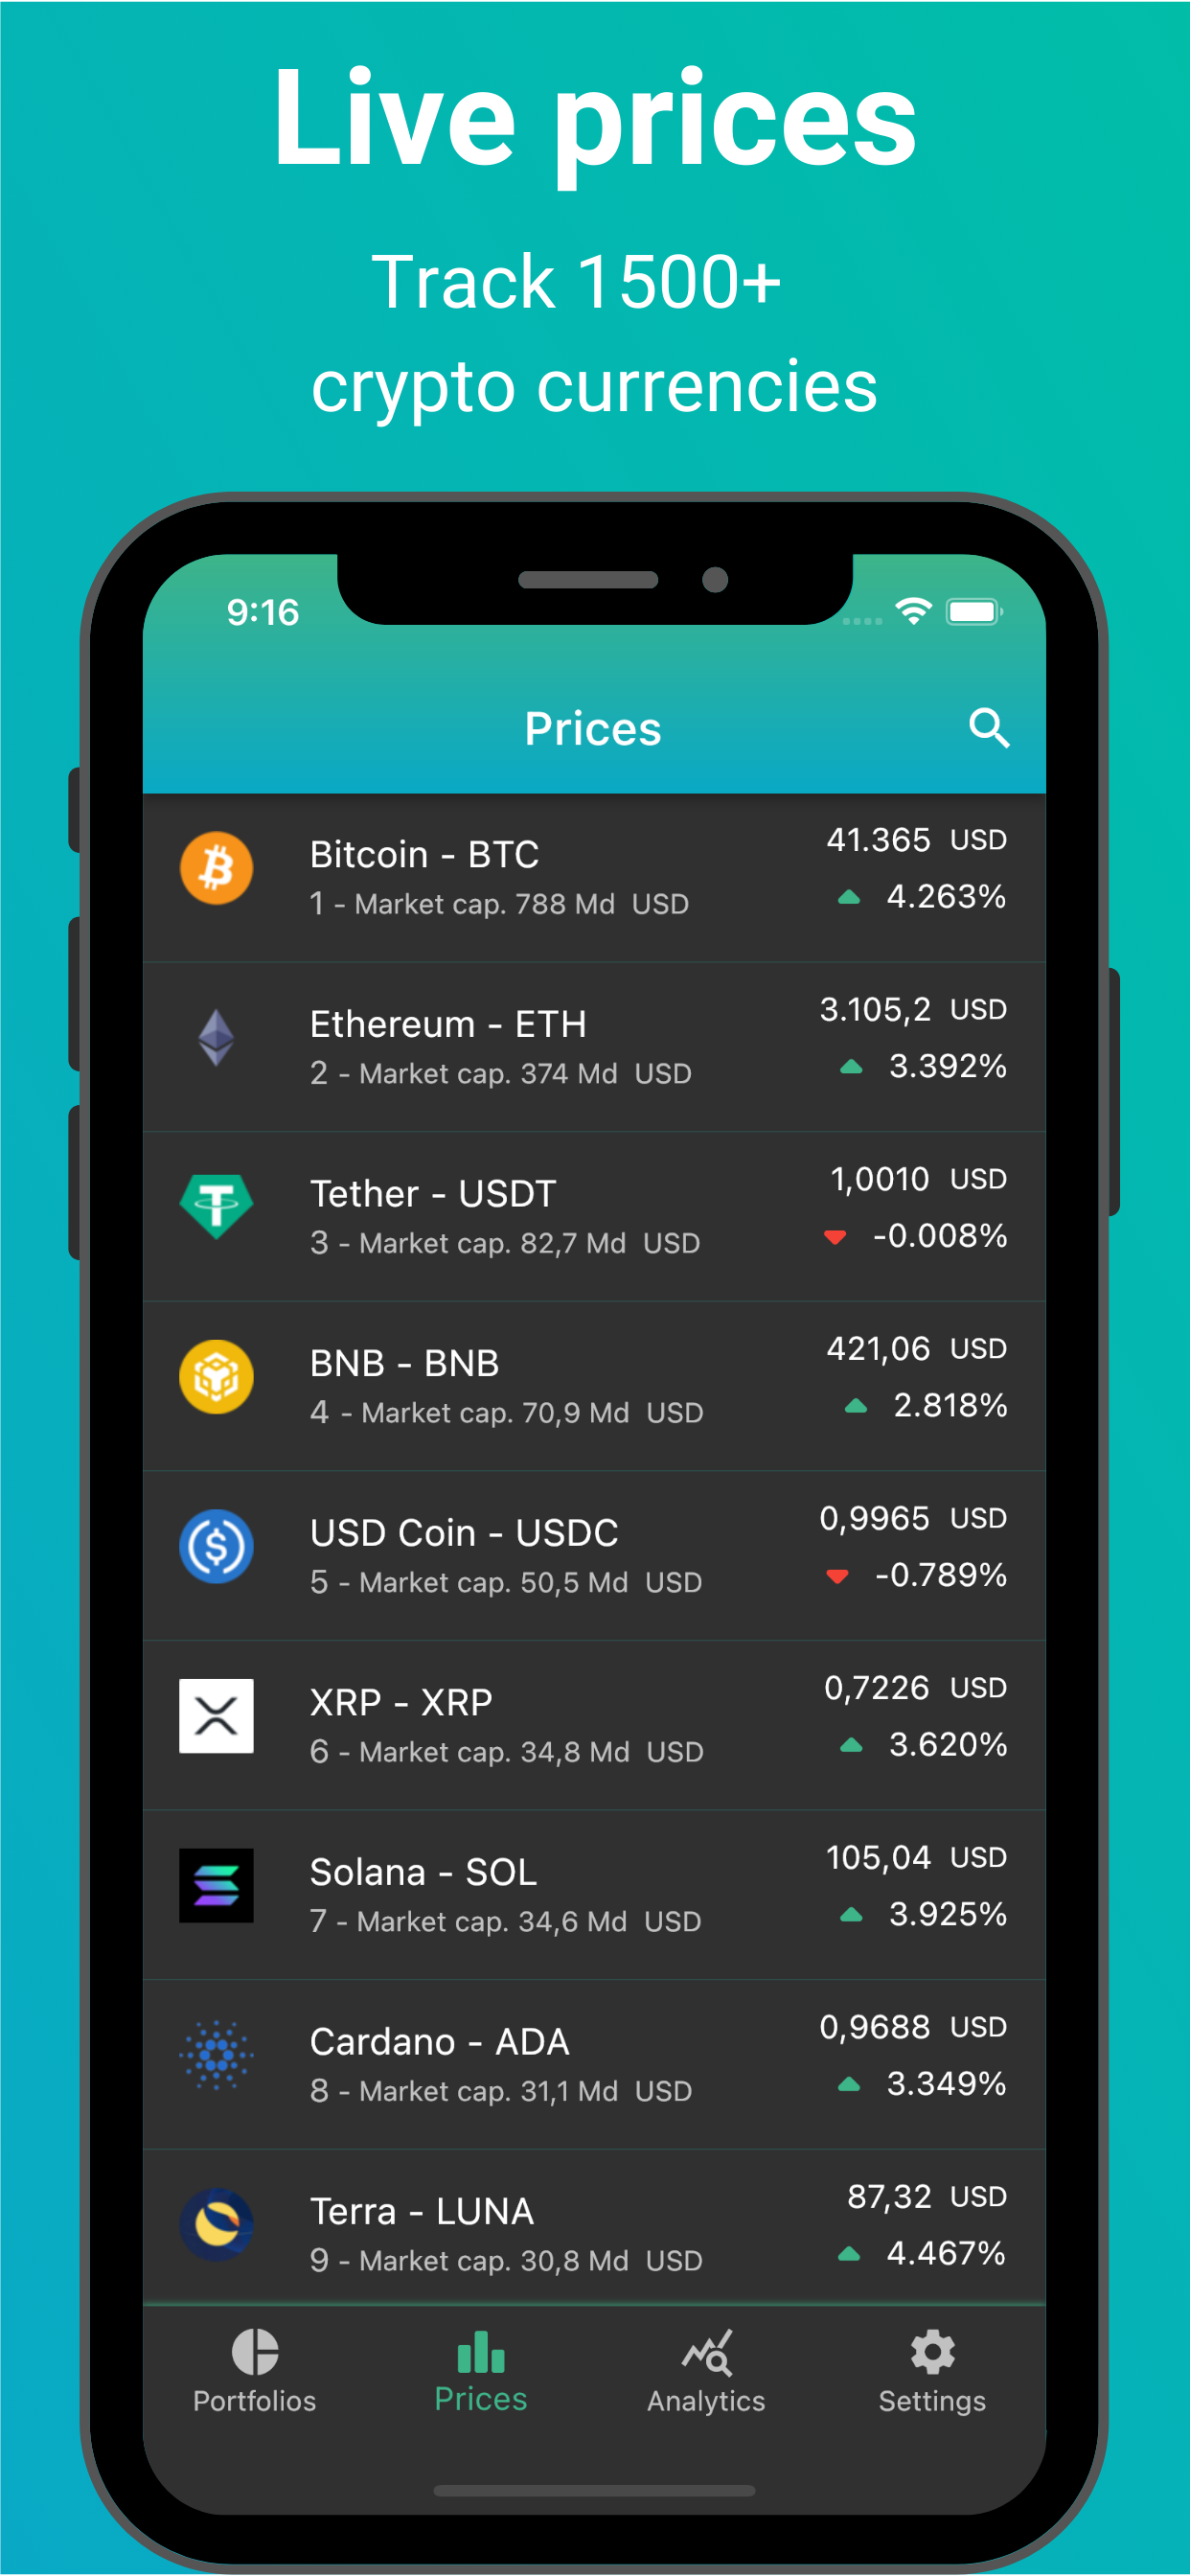 Live prices
Track 1500+
crypto currencies
9:16
Prices
Bitcoin - BTC
41.365 USD
1 - Market cap. 788 Md USD
4.263%
Ethereum - ETH
3.105,2 USD
2 - Market cap. 374 Md USD
3.392%
Tether - USDT
1,0010 USD
3 - Market cap. 82,7 Md USD
-0.008%
BNB - BNB
421,06 USD
4 - Market cap. 70,9 Md USD
2.818%
USD Coin - USDC
0,9965 USD
5 - Market cap. 50,5 Md USD
-0.789%
XRP - XRP
0,7226 USD
6 - Market cap. 34,8 Md USD
3.620%
Solana - SOL
105,04 USD
7 - Market cap. 34,6 Md USD
3.925%
Cardano - ADA
0,9688 USD
8 - Market cap. 31,1 Md USD
3.349%
Terra - LUNA
87,32 USD
9 - Market cap. 30,8 Md USD
4.467%
Portfolios
Prices
Analytics
Settings